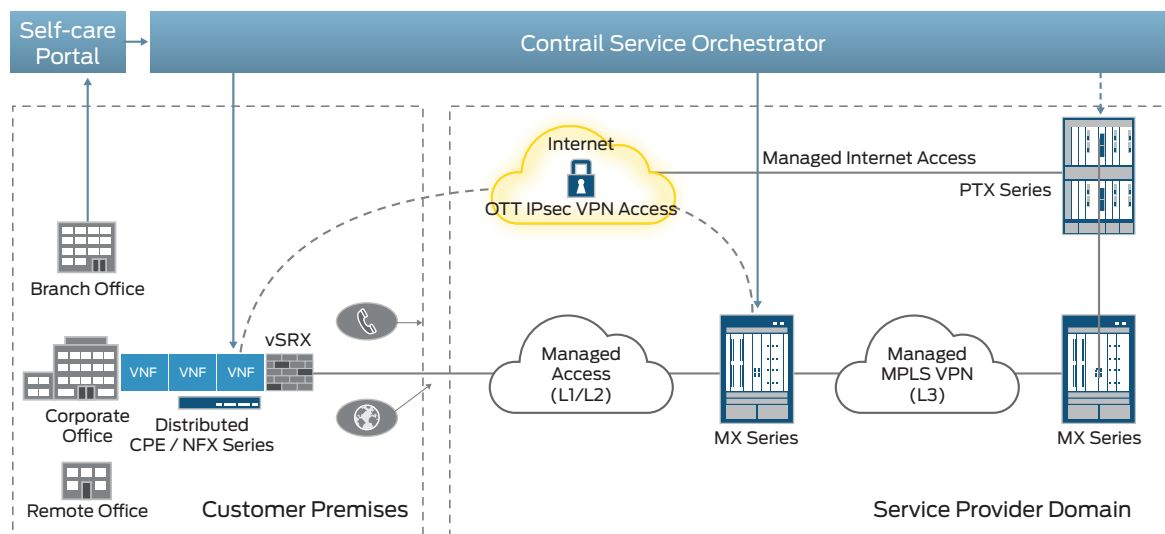 Self-care
Portal
Contrail Service Orchestrator
Internet
OTT IPsec VPN Access
Managed Internet Access
PTX Series
Branch Office
vSRX
VNF VNF VNF
Corporate
Office
Distributed
CPE / NFX Series
Managed
Access
(L1/L2)
MX Series
Managed
MPLS VPN
(L3)
MX Series
Remote Office
Customer Premises
Service Provider Domain